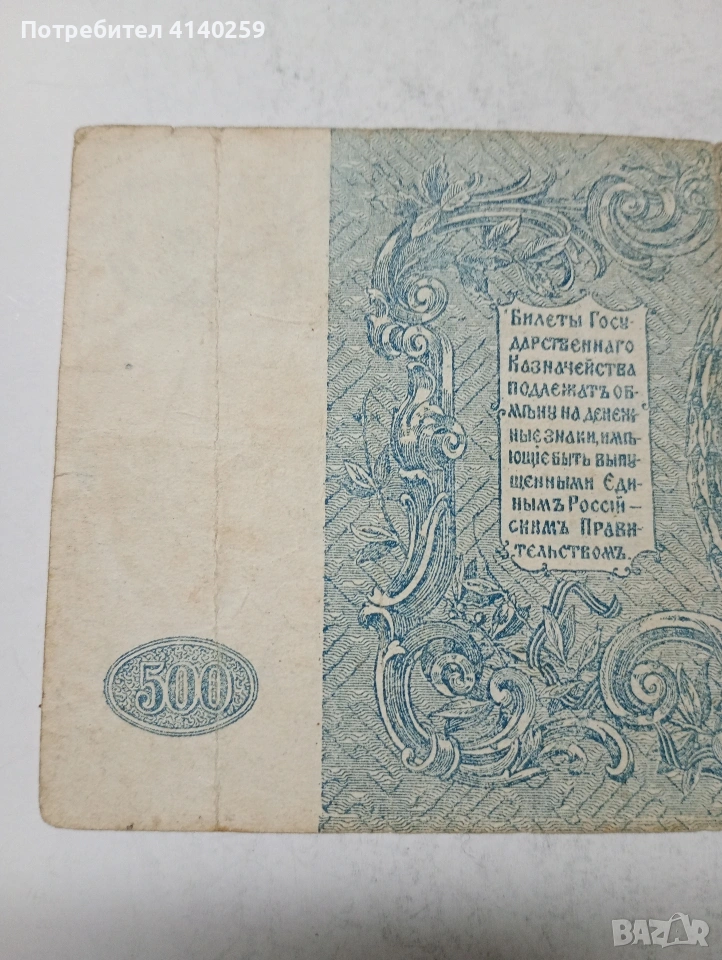 Потребител 4140259
Билеты Госу-
дарственнаго
Казначейства
подлежатъ об-
мѣну на денеж-
ные знаки, имѣ-
ющіе быть выпу-
щенными Еди-
нымъ Россій-
скимъ Прави-
тельствомъ.
500
BAZAR